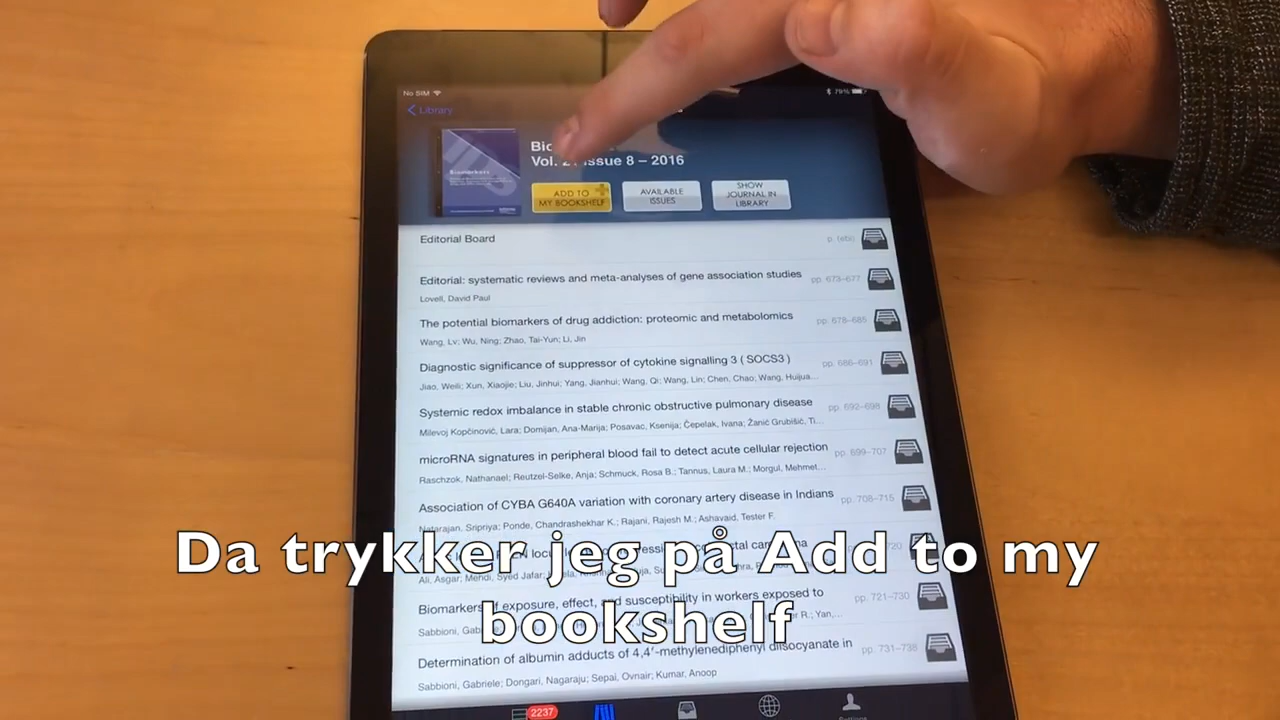 No SIM
79%
Library
Biomarkers
Vol. Issue 8 – 2016
ADD TO
MY BOOKSHELF
AVAILABLE
ISSUES
SHOW
JOURNAL IN
LIBRARY
Editorial Board
Editorial: systematic reviews and meta-analyses of gene association studies
pp. 673–677
Lovell, David Paul
The potential biomarkers of drug addiction: proteomic and metabolomics
pp. 678–685
Wang, Lv; Wu, Ning; Zhao, Tai-Yun; Li, Jin
Diagnostic significance of suppressor of cytokine signalling 3 ( SOCS3 )
pp. 686–691
Jiao, Weili; Xun, Xiaojie; Liu, Jinhui; Yang, Jianhui; Wang, Qi; Wang, Lin; Chen, Chao; Wang, Huijua...
Systemic redox imbalance in stable chronic obstructive pulmonary disease
pp. 692–698
Milevoj Kopčinović, Lara; Domijan, Ana-Marija; Posavac, Ksenija; Čepelak, Ivana; Žanić Grubišić, Ti...
microRNA signatures in peripheral blood fail to detect acute cellular rejection
pp. 699–707
Raschzok, Nathanael; Reutzel-Selke, Anja; Schmuck, Rosa B.; Tannus, Laura M.; Morgul, Mehmet...
Association of CYBA G640A variation with coronary artery disease in Indians
pp. 708–715
Natarajan, Sripriya; Ponde, Chandrashekhar K.; Rajani, Rajesh M.; Ashavaid, Tester F.
Da trykker jeg på Add to my
bookshelf
Ali, Asgar; Mehdi, Syed Jafar;
Biomarkers of exposure, effect, and susceptibility in workers exposed to
pp. 721–730
Determination of albumin adducts of 4,4′-methylenediphenyl diisocyanate in
pp. 731–738
Sabbioni, Gabriele; Dongari, Nagaraju; Sepai, Ovnair; Kumar, Anoop
2237